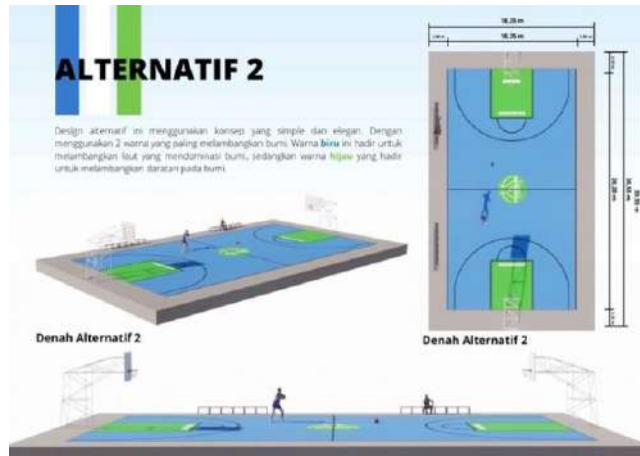 ALTERNATIF 2
Design alternatif ini menggunakan konsep yang simple dan elegan. Dengan
menggunakan 2 warna yang paling melambangkan bumi. Warna biru ini hadir untuk
melambangkan laut yang mendominasi bumi, sedangkan warna hijau yang hadir
untuk melambangkan daratan pada bumi.
Denah Alternatif 2
Denah Alternatif 2